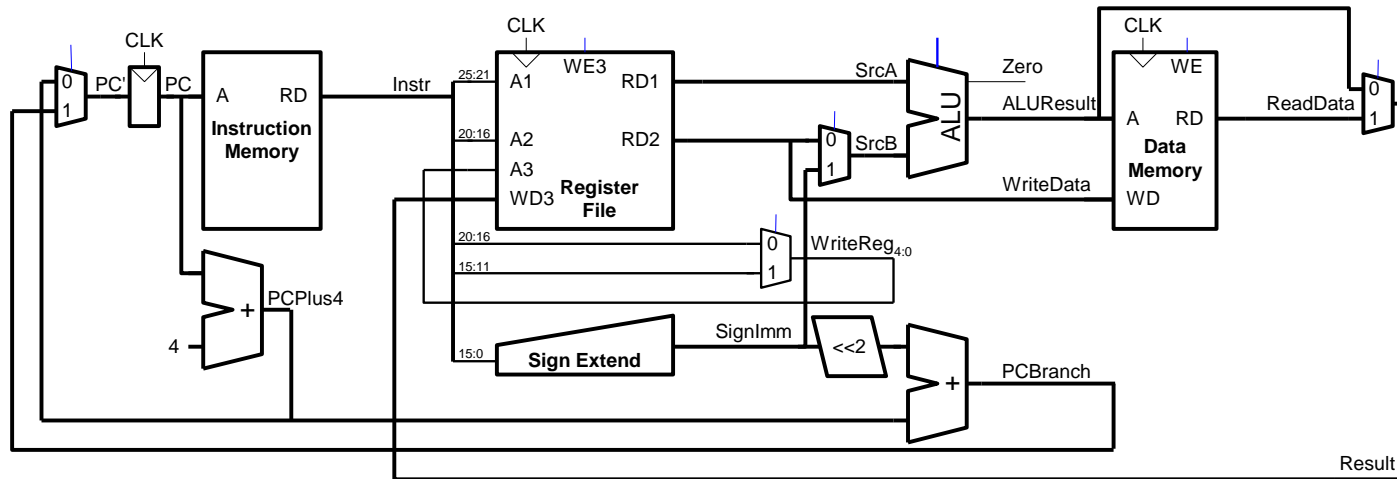 CLK
0
1
PC'
PC
A
RD
Instruction
Memory
4
+
PCPlus4
Instr
25:21
20:16
20:16
15:11
15:0
CLK
WE3
A1
RD1
A2
RD2
A3
WD3
Register
File
Sign Extend
SignImm
<<2
0
1
WriteReg4:0
0
1
SrcA
SrcB
ALU
Zero
ALUResult
WriteData
+
PCBranch
CLK
WE
A
RD
Data
Memory
WD
ReadData
0
1
Result